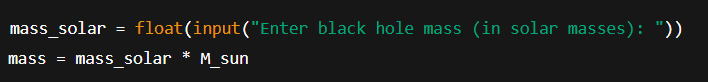 mass_solar = float(input("Enter black hole mass (in solar masses): "))
mass = mass_solar * M_sun